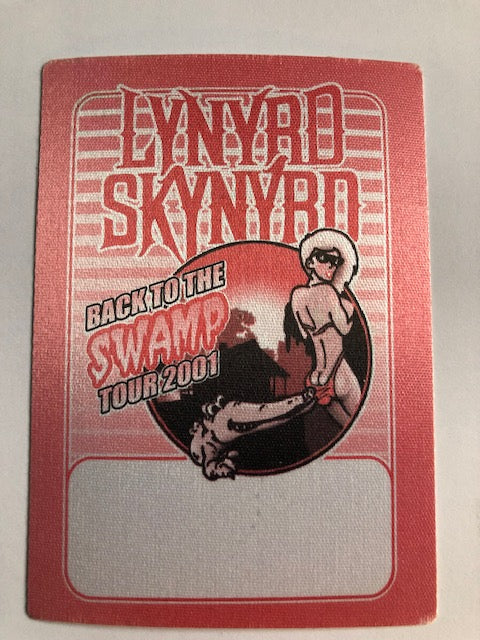 LYNYRD
SKYNYRD
BACK TO THE
SWAMP
TOUR 2001